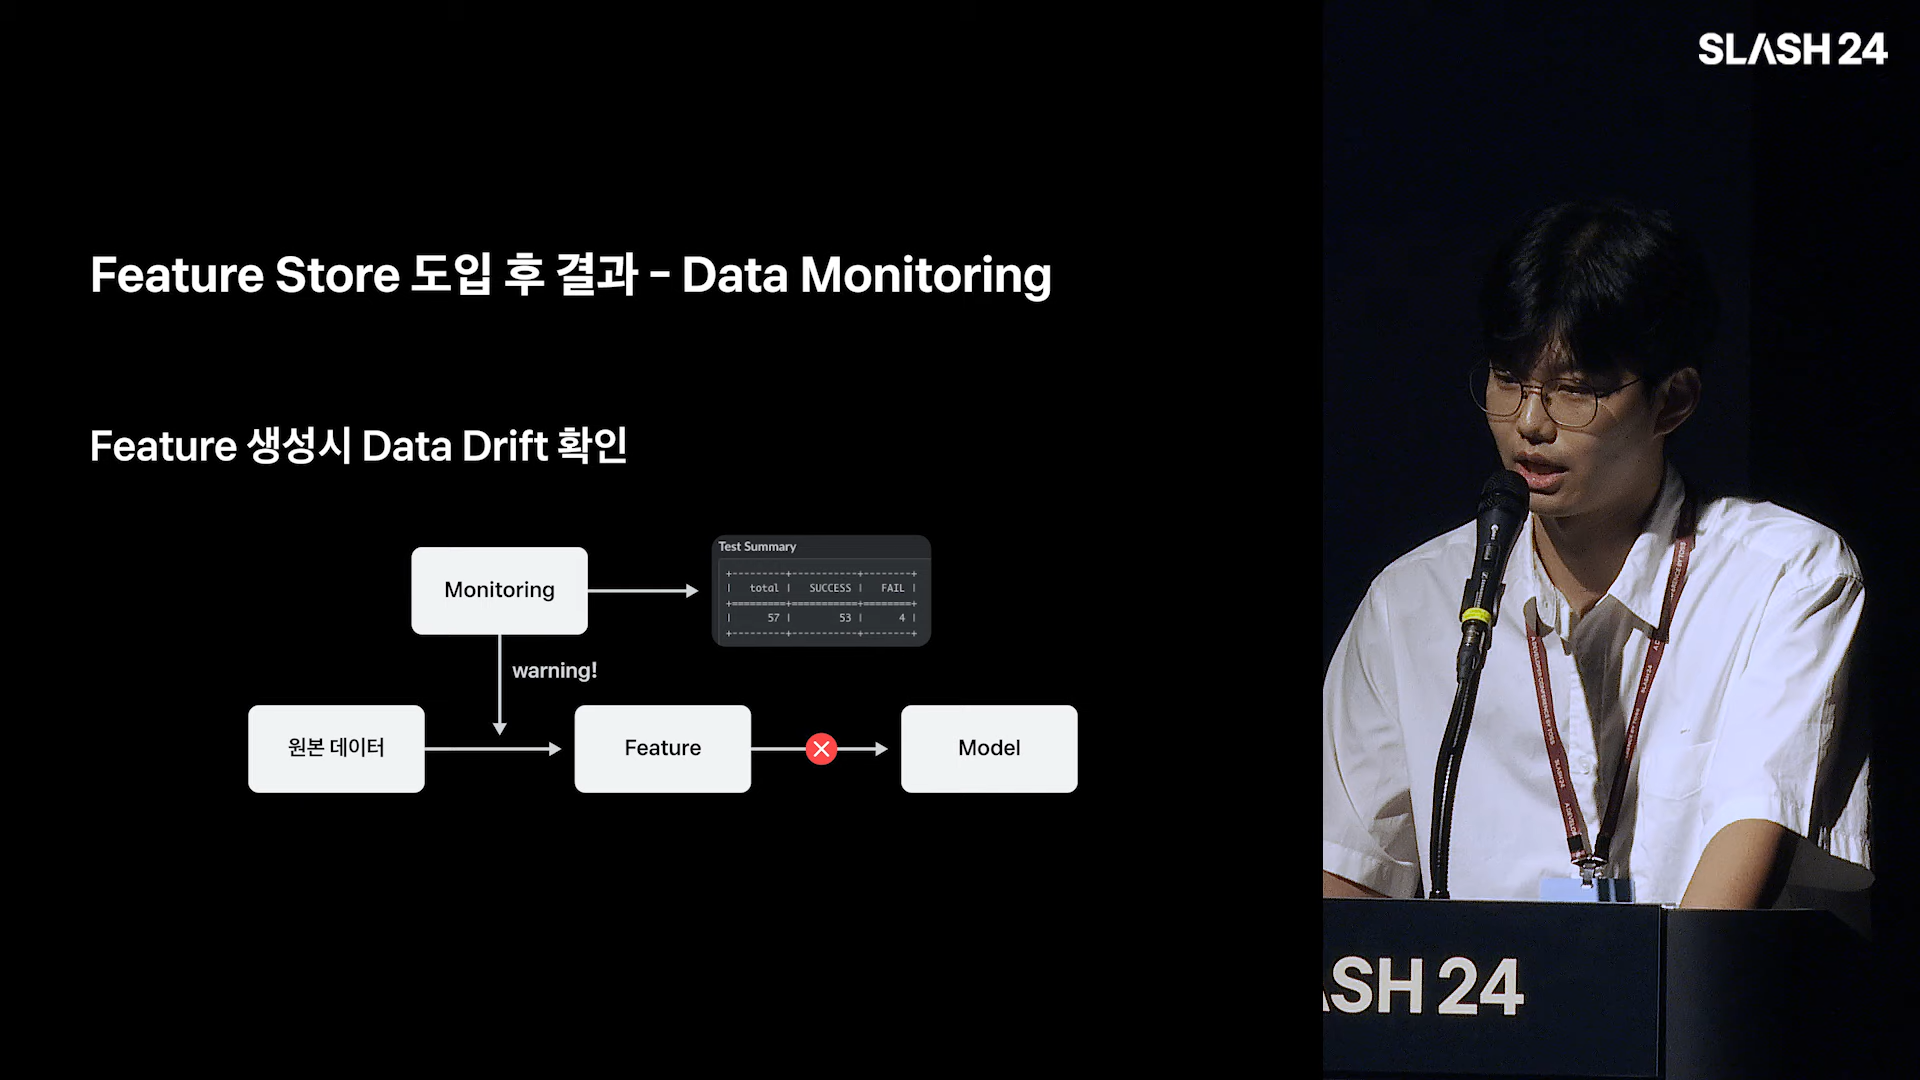 SLASH 24
Feature Store 도입 후 결과 - Data Monitoring
Feature 생성시 Data Drift 확인
Monitoring
Test Summary
+--------+-----------+--------+
| total | SUCCESS | FAIL |
+========+===========+========+
| 57 | 53 | 4 |
+--------+-----------+--------+
warning!
원본 데이터
Feature
Model
ASH 24